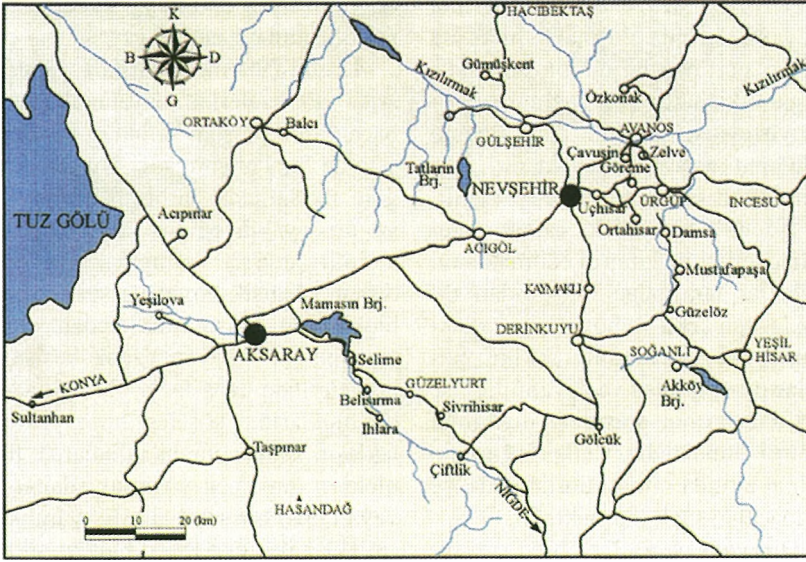 K
B
D
G
HACIBEKTAŞ
Gümüşkent
Kızılırmak
Özkonak
Kızılırmak
ORTAKÖY
Balcı
GÜLŞEHİR
AVANOS
Çavuşin
Zelve
Göreme
Tatların
Brj.
NEVŞEHİR
Uçhisar
ÜRGÜP
İNCESU
Ortahisar
TUZ GÖLÜ
Acıpınar
AÇIGÖL
Damsa
Mustafapaşa
KAYMAKLI
Yeşilova
Mamasın Brj.
Güzelöz
DERİNKUYU
AKSARAY
SOĞANLI
YEŞİL
HİSAR
Selime
KONYA
GÜZELYURT
Akköy
Brj.
Belisırma
Sultanhan
Sivrihisar
Ihlara
Gölcük
Taşpınar
Çiftlik
NİĞDE
HASANDAĞ
0 10 20 (km)